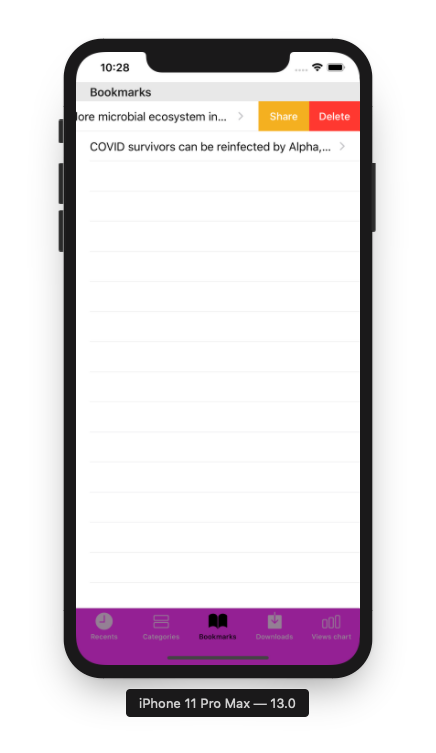 10:28
Bookmarks
lore microbial ecosystem in... Share Delete
COVID survivors can be reinfected by Alpha,...
Recents Categories Bookmarks Downloads Views chart
iPhone 11 Pro Max — 13.0